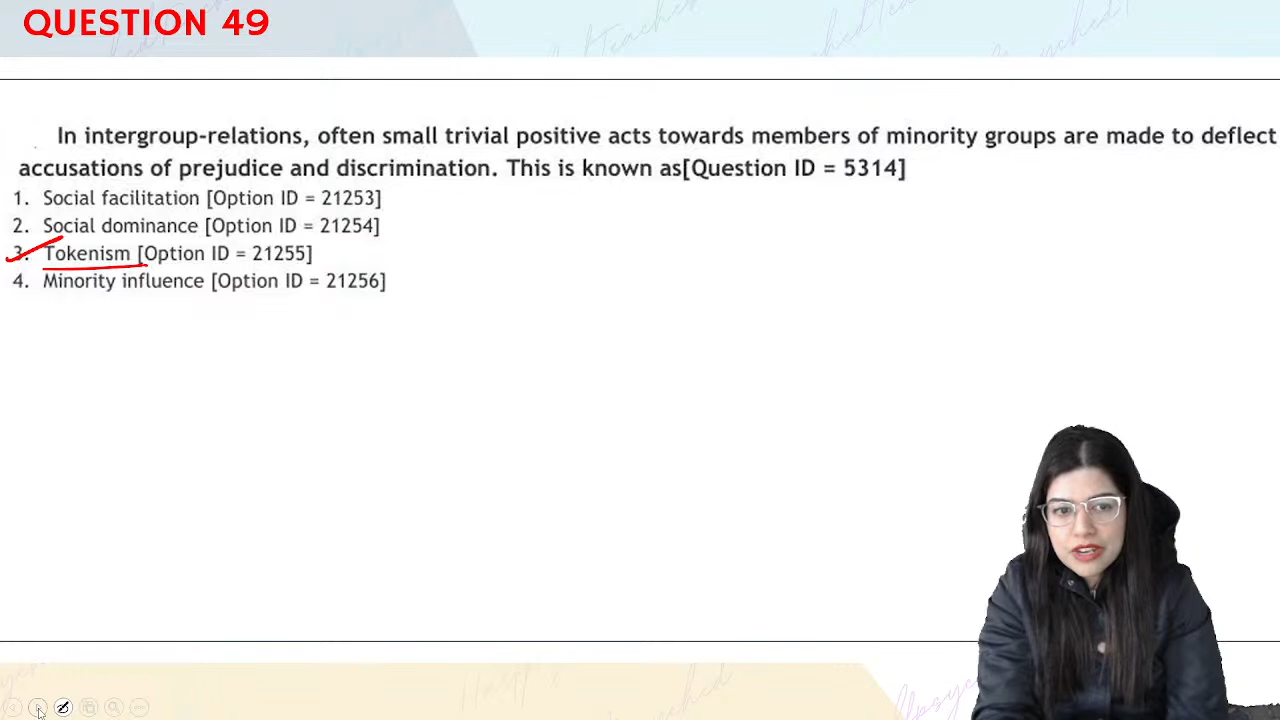 QUESTION 49
In intergroup-relations, often small trivial positive acts towards members of minority groups are made to deflect
accusations of prejudice and discrimination. This is known as[Question ID = 5314]
1. Social facilitation [Option ID = 21253]
2. Social dominance [Option ID = 21254]
3. Tokenism [Option ID = 21255]
4. Minority influence [Option ID = 21256]